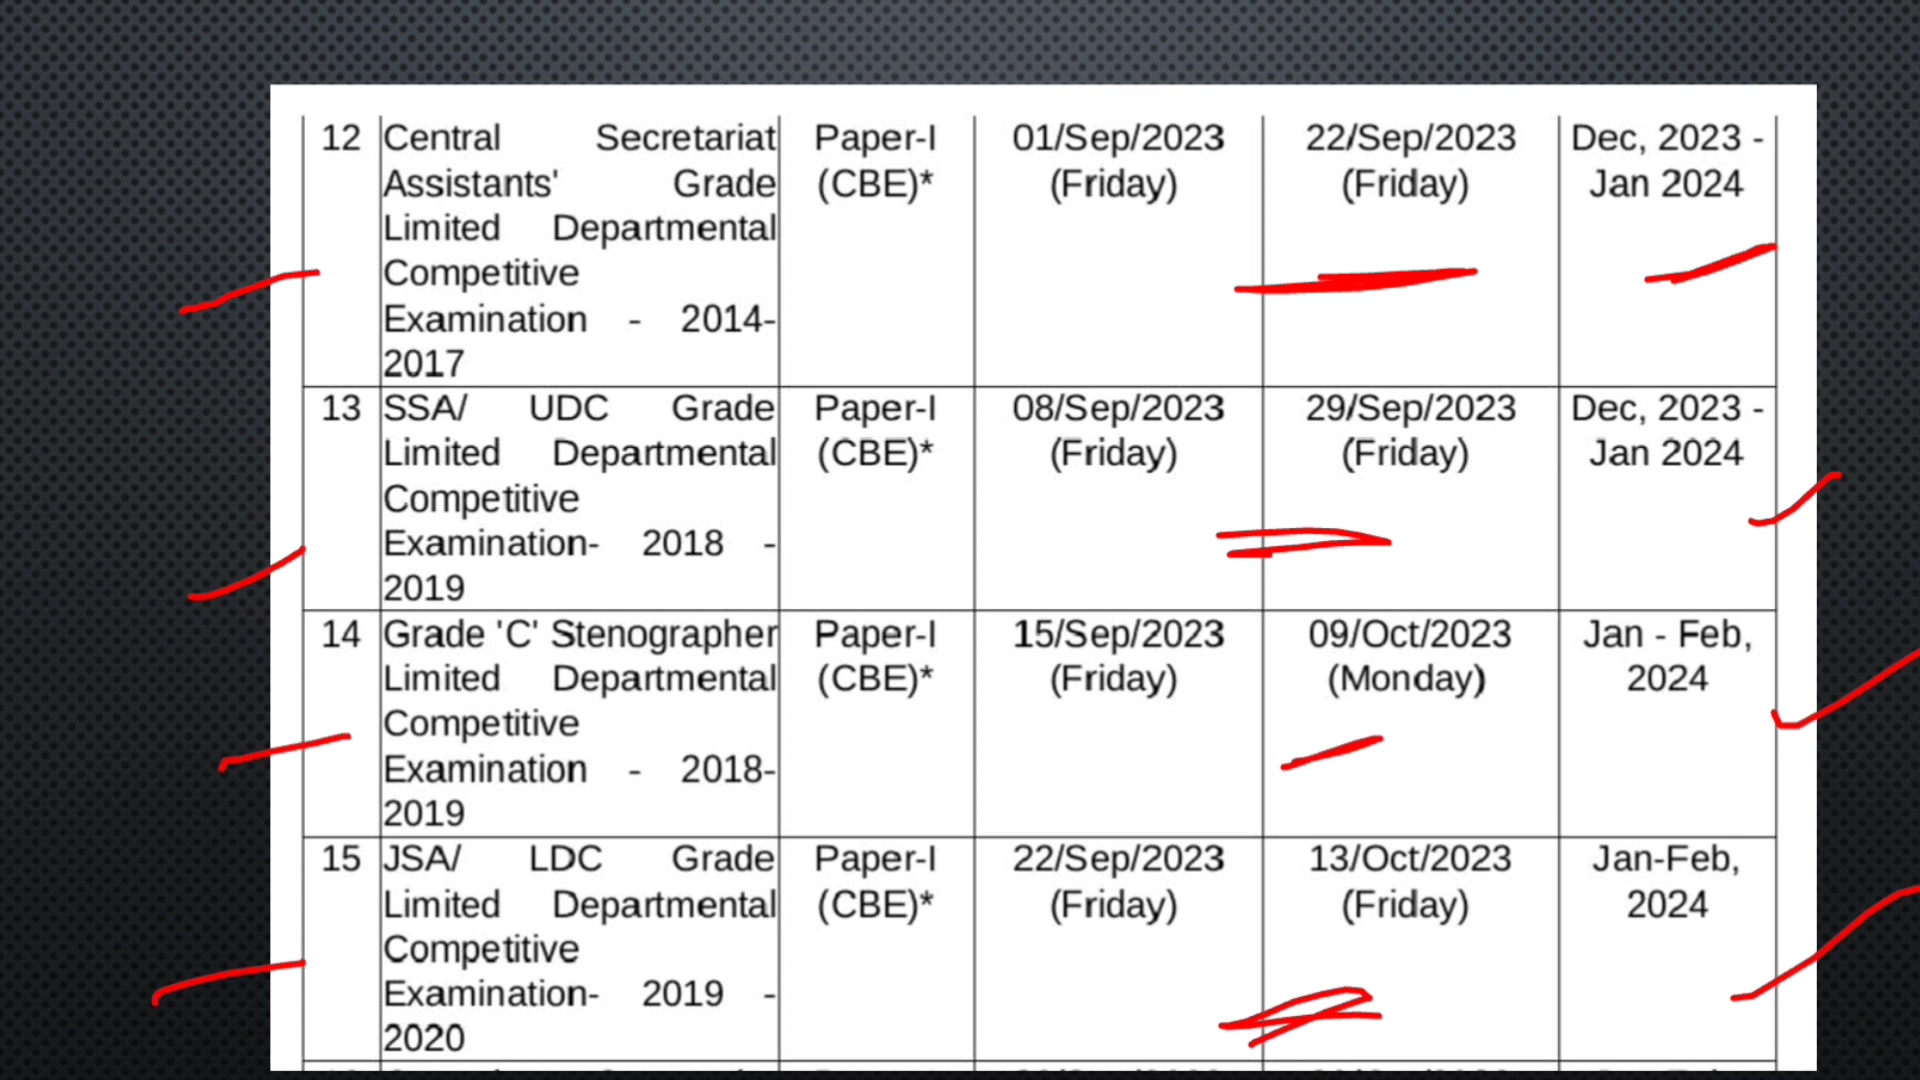 12 Central Secretariat Paper-I 01/Sep/2023 22/Sep/2023 Dec, 2023 -
Assistants' Grade (CBE)* (Friday) (Friday) Jan 2024
Limited Departmental
Competitive
Examination - 2014-
2017
13 SSA/ UDC Grade Paper-I 08/Sep/2023 29/Sep/2023 Dec, 2023 -
Limited Departmental (CBE)* (Friday) (Friday) Jan 2024
Competitive
Examination- 2018 -
2019
14 Grade 'C' Stenographer Paper-I 15/Sep/2023 09/Oct/2023 Jan - Feb,
Limited Departmental (CBE)* (Friday) (Monday) 2024
Competitive
Examination - 2018-
2019
15 JSA/ LDC Grade Paper-I 22/Sep/2023 13/Oct/2023 Jan-Feb,
Limited Departmental (CBE)* (Friday) (Friday) 2024
Competitive
Examination- 2019 -
2020